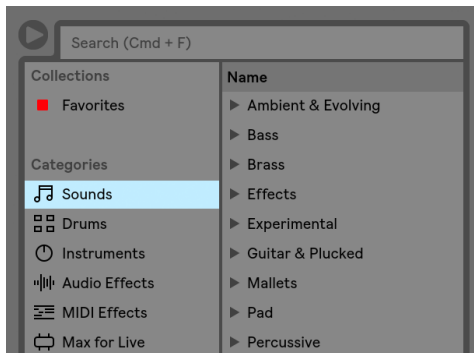 Search (Cmd + F)
Collections
Favorites
Categories
Sounds
Drums
Instruments
Audio Effects
MIDI Effects
Max for Live
Name
Ambient & Evolving
Bass
Brass
Effects
Experimental
Guitar & Plucked
Mallets
Pad
Percussive